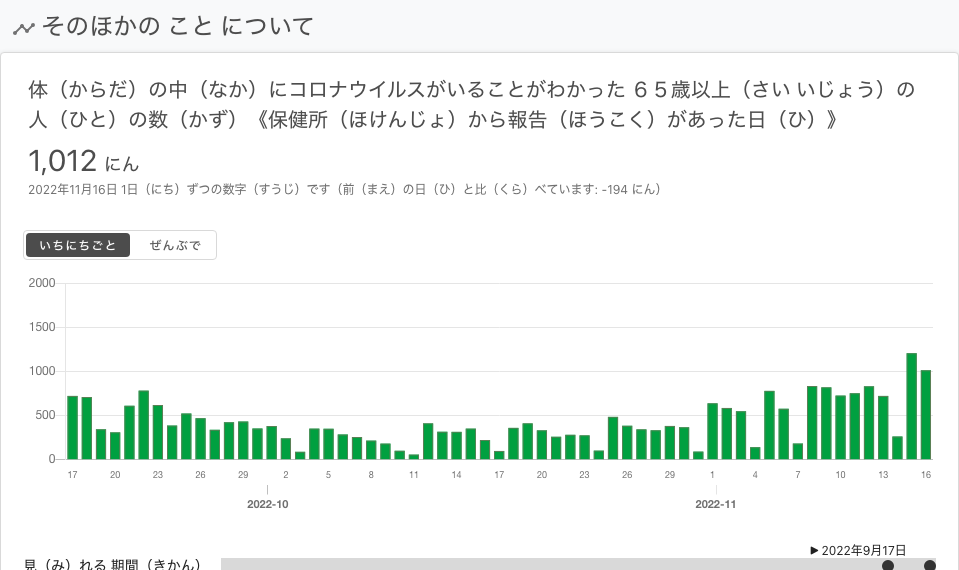 そのほかの こと について
体（からだ）の中（なか）にコロナウイルスがいることがわかった ６５歳以上（さい いじょう）の
人（ひと）の数（かず）《保健所（ほけんじょ）から報告（ほうこく）があった日（ひ）》
1,012 にん
2022年11月16日 1日（にち）ずつの数字（すうじ）です（前（まえ）の日（ひ）と比（くら）べています: -194 にん）
いちにちごと ぜんぶで
2000
1500
1000
500
0
17 20 23 26 29 2 5 8 11 14 17 20 23 26 29 1 4 7 10 13 16
2022-10 2022-11
▶ 2022年9月17日
見（み）れる 期間（きかん）